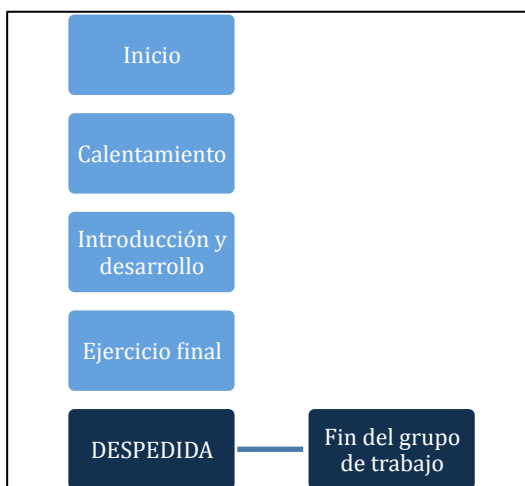 Inicio
Calentamiento
Introducción y
desarrollo
Ejercicio final
DESPEDIDA
Fin del grupo
de trabajo